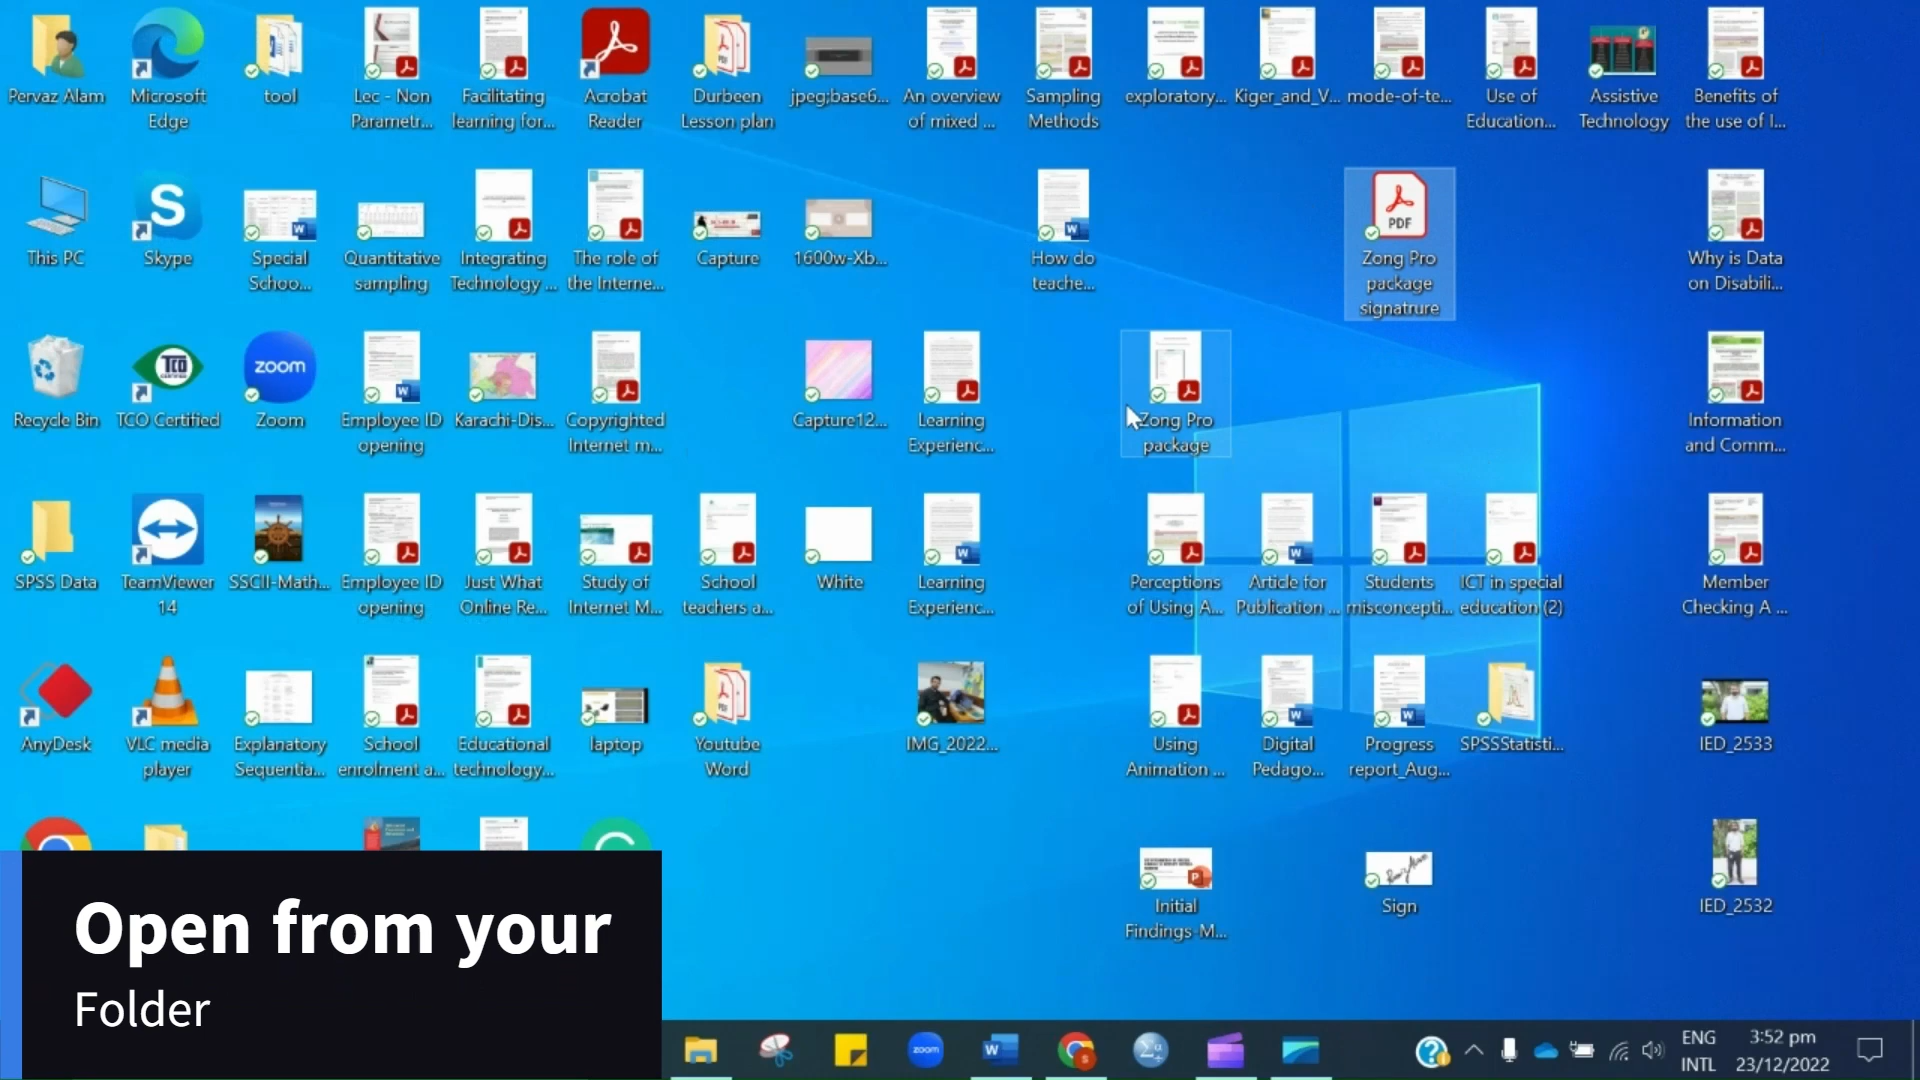 Pervaz Alam
Microsoft
Edge
tool
Lec - Non
Parametr...
Facilitating
learning for...
Acrobat
Reader
Durbeen
Lesson plan
jpeg;base6...
An overview
of mixed ...
Sampling
Methods
exploratory...
Kiger_and_V...
mode-of-te...
Use of
Education...
Assistive
Technology
Benefits of
the use of I...
This PC
Skype
Special
Schoo...
Quantitative
sampling
Integrating
Technology ...
The role of
the Interne...
Capture
1600w-Xb...
How do
teache...
PDF
Zong Pro
package
signatrure
Why is Data
on Disabili...
Recycle Bin
TCO Certified
zoom
Zoom
Employee ID
opening
Karachi-Dis...
Copyrighted
Internet m...
Capture12...
Learning
Experienc...
Zong Pro
package
Information
and Comm...
SPSS Data
TeamViewer
14
SSCII-Math...
Employee ID
opening
Just What
Online Re...
Study of
Internet M...
School
teachers a...
White
Learning
Experienc...
Perceptions
of Using A...
Article for
Publication ...
Students
misconcepti...
ICT in special
education (2)
Member
Checking A ...
AnyDesk
VLC media
player
Explanatory
Sequentia...
School
enrolment a...
Educational
technology...
laptop
Youtube
Word
IMG_2022...
Using
Animation ...
Digital
Pedago...
Progress
report_Aug...
SPSSStatisti...
IED_2533
Initial
Findings-M...
Sign
IED_2532
Open from your
Folder
zoom
ENG
INTL
3:52 pm
23/12/2022